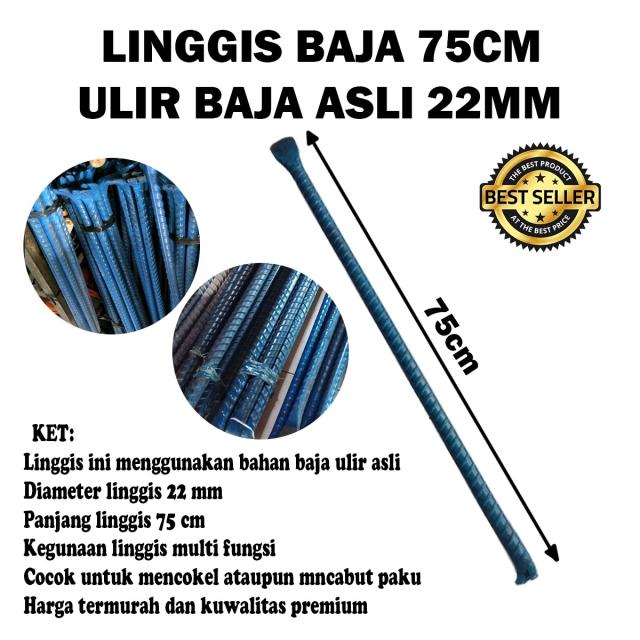 LINGGIS BAJA 75CM
ULIR BAJA ASLI 22MM
THE BEST PRODUCT
BEST SELLER
AT THE BEST PRICE
75cm
KET:
Linggis ini menggunakan bahan baja ulir asli
Diameter linggis 22 mm
Panjang linggis 75 cm
Kegunaan linggis multi fungsi
Cocok untuk mencokel ataupun mncabut paku
Harga termurah dan kuwalitas premium